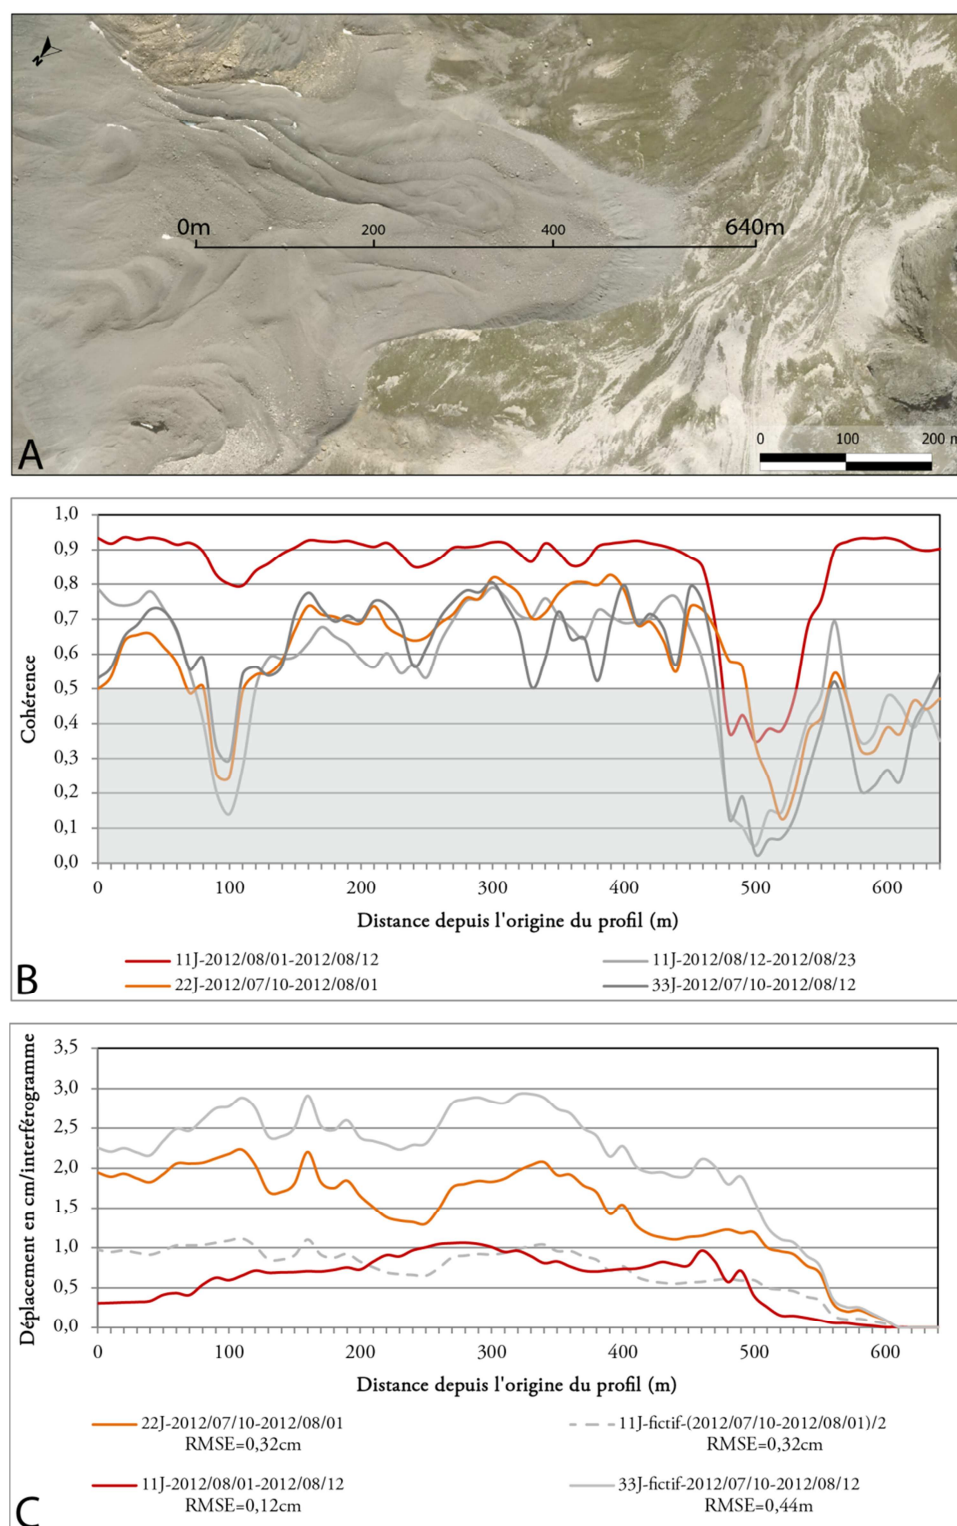 N
0m
200
400
640m
0
100
200 m
A
1,0
0,9
0,8
0,7
0,6
0,5
0,4
0,3
0,2
0,1
0,0
Cohérence
0
100
200
300
400
500
600
Distance depuis l'origine du profil (m)
11J-2012/08/01-2012/08/12
11J-2012/08/12-2012/08/23
22J-2012/07/10-2012/08/01
33J-2012/07/10-2012/08/12
B
3,5
3,0
2,5
2,0
1,5
1,0
0,5
0,0
Déplacement en cm/interférogramme
0
100
200
300
400
500
600
Distance depuis l'origine du profil (m)
22J-2012/07/10-2012/08/01
RMSE=0,32cm
11J-fictif-(2012/07/10-2012/08/01)/2
RMSE=0,32cm
11J-2012/08/01-2012/08/12
RMSE=0,12cm
33J-fictif-2012/07/10-2012/08/12
RMSE=0,44m
C